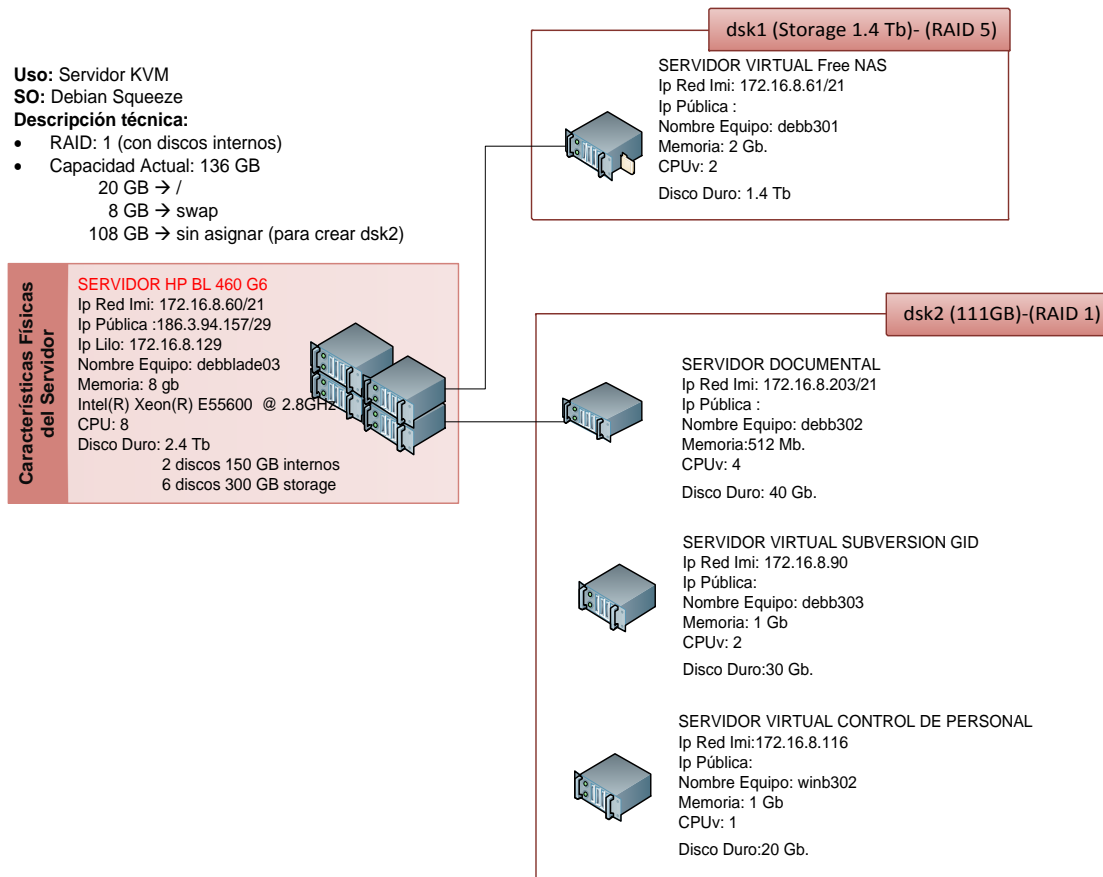 Uso: Servidor KVM
SO: Debian Squeeze
Descripción técnica:
• RAID: 1 (con discos internos)
• Capacidad Actual: 136 GB
20 GB → /
8 GB → swap
108 GB → sin asignar (para crear dsk2)
Características Físicas
del Servidor
SERVIDOR HP BL 460 G6
Ip Red Imi: 172.16.8.60/21
Ip Pública :186.3.94.157/29
Ip Lilo: 172.16.8.129
Nombre Equipo: debblade03
Memoria: 8 gb
Intel(R) Xeon(R) E55600 @ 2.8GHz
CPU: 8
Disco Duro: 2.4 Tb
2 discos 150 GB internos
6 discos 300 GB storage
dsk1 (Storage 1.4 Tb)- (RAID 5)
SERVIDOR VIRTUAL Free NAS
Ip Red Imi: 172.16.8.61/21
Ip Pública :
Nombre Equipo: debb301
Memoria: 2 Gb.
CPUv: 2
Disco Duro: 1.4 Tb
dsk2 (111GB)-(RAID 1)
SERVIDOR DOCUMENTAL
Ip Red Imi: 172.16.8.203/21
Ip Pública :
Nombre Equipo: debb302
Memoria:512 Mb.
CPUv: 4
Disco Duro: 40 Gb.
SERVIDOR VIRTUAL SUBVERSION GID
Ip Red Imi: 172.16.8.90
Ip Pública:
Nombre Equipo: debb303
Memoria: 1 Gb
CPUv: 2
Disco Duro:30 Gb.
SERVIDOR VIRTUAL CONTROL DE PERSONAL
Ip Red Imi:172.16.8.116
Ip Pública:
Nombre Equipo: winb302
Memoria: 1 Gb
CPUv: 1
Disco Duro:20 Gb.